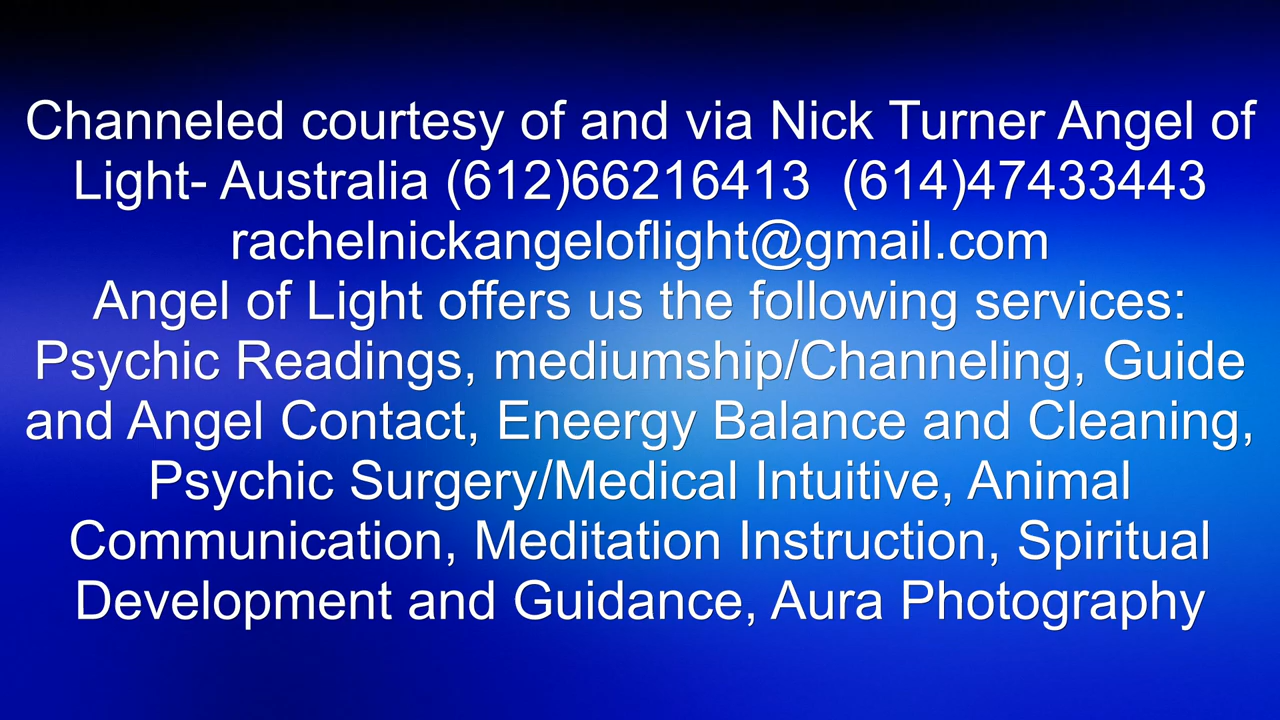 Channeled courtesy of and via Nick Turner Angel of
Light- Australia (612)66216413  (614)47433443
rachelnickangeloflight@gmail.com
Angel of Light offers us the following services:
Psychic Readings, mediumship/Channeling, Guide
and Angel Contact, Eneergy Balance and Cleaning,
Psychic Surgery/Medical Intuitive, Animal
Communication, Meditation Instruction, Spiritual
Development and Guidance, Aura Photography